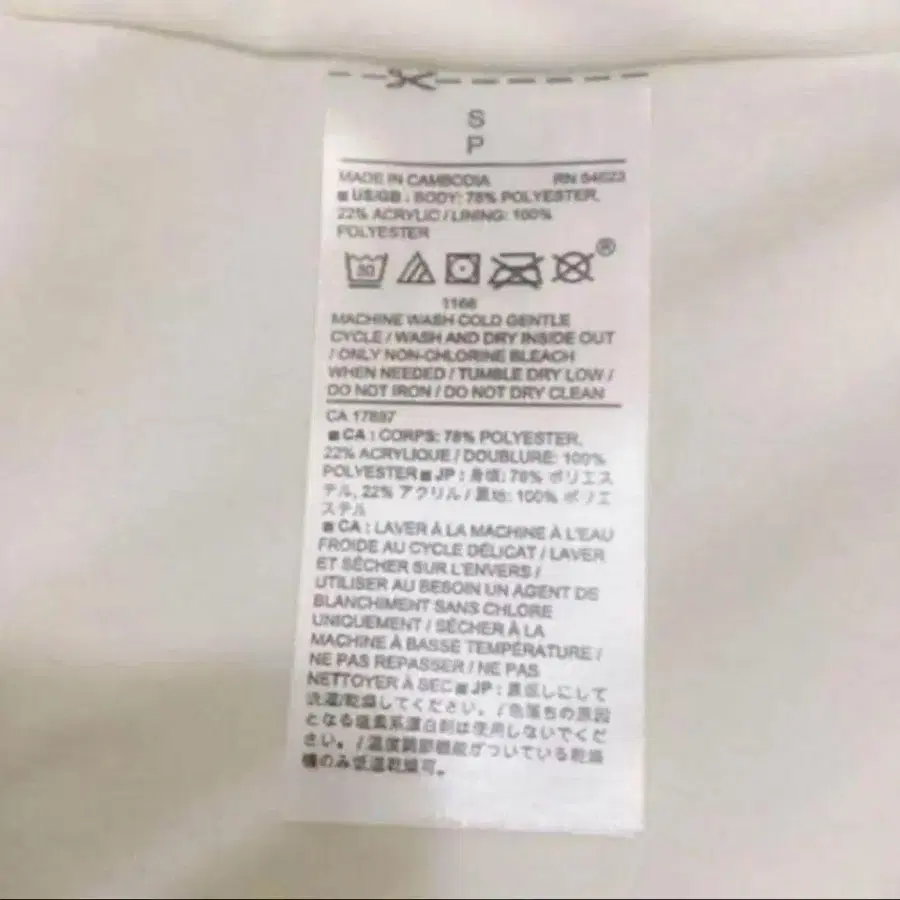 S
P
MADE IN CAMBODIA RN 54023
■ US/GB : BODY: 78% POLYESTER,
22% ACRYLIC / LINING: 100%
POLYESTER
30 ®
1166
MACHINE WASH COLD GENTLE
CYCLE / WASH AND DRY INSIDE OUT
/ ONLY NON-CHLORINE BLEACH
WHEN NEEDED / TUMBLE DRY LOW /
DO NOT IRON / DO NOT DRY CLEAN
CA 17897
■ CA : CORPS: 78% POLYESTER,
22% ACRYLIQUE / DOUBLURE: 100%
POLYESTER ■ JP : 身頃: 78% ポリエス
テル, 22% アクリル / 裏地: 100% ポリエ
ステル
■ CA : LAVER À LA MACHINE À L'EAU
FROIDE AU CYCLE DÉLICAT / LAVER
ET SÉCHER SUR L'ENVERS /
UTILISER AU BESOIN UN AGENT DE
BLANCHIMENT SANS CHLORE
UNIQUEMENT / SÉCHER À LA
MACHINE À BASSE TEMPÉRATURE /
NE PAS REPASSER / NE PAS
NETTOYER À SEC ■ JP : 裏返しにして
洗濯/乾燥してください。/ 色落ちの原因
となる塩素系漂白剤は使用しないでくだ
さい。/ 温度調節機能がついている乾燥
機のみ低温乾燥可。